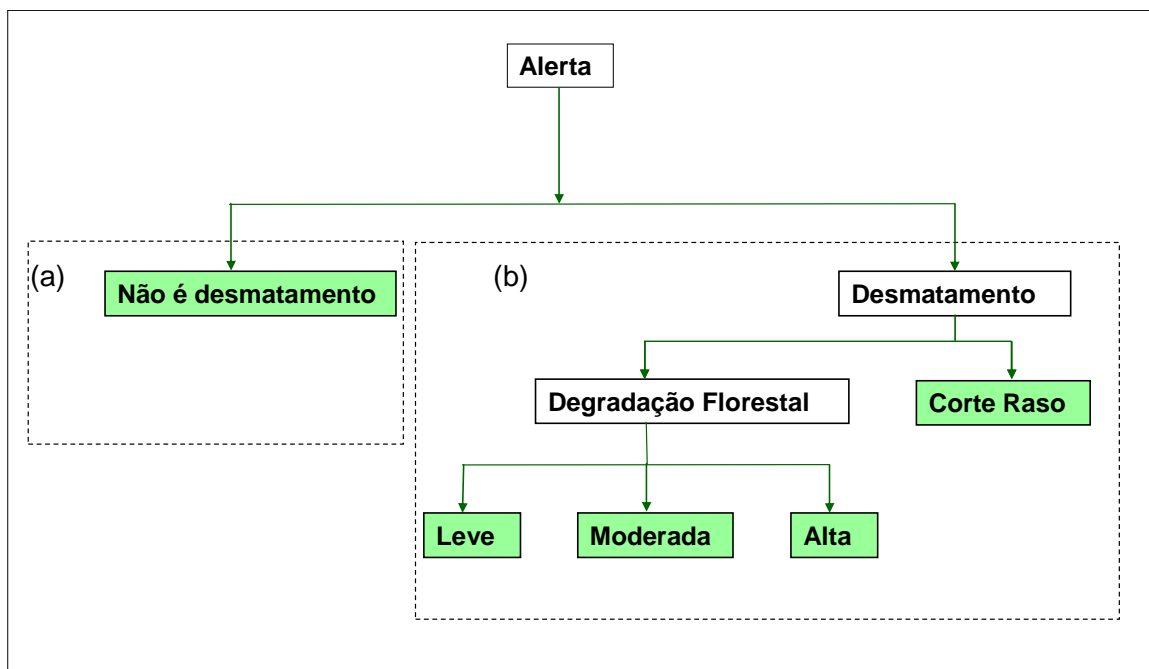 Alerta
(a)
Não é desmatamento
(b)
Desmatamento
Degradação Florestal
Corte Raso
Leve
Moderada
Alta